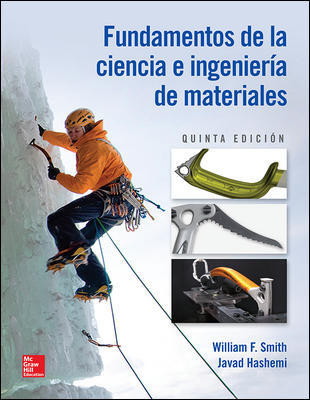 Fundamentos de la
ciencia e ingeniería
de materiales
QUINTA EDICIÓN
William F. Smith
Javad Hashemi
Mc
Graw
Hill
Education